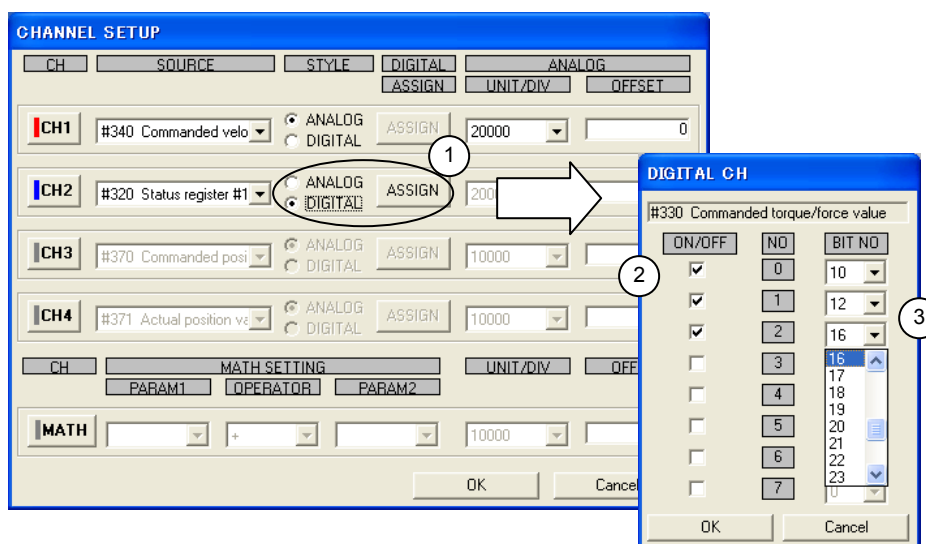 CHANNEL SETUP
CH SOURCE STYLE DIGITAL ANALOG
ASSIGN UNIT/DIV OFFSET
CH1 #340 Commanded velo ANALOG DIGITAL ASSIGN 20000 0
1
CH2 #320 Status register #1 ANALOG DIGITAL ASSIGN
CH3 #370 Commanded posi ANALOG DIGITAL ASSIGN 10000
CH4 #371 Actual position va ANALOG DIGITAL ASSIGN 10000
CH MATH SETTING UNIT/DIV OFF
PARAM1 OPERATOR PARAM2
MATH + 10000
OK Cancel
DIGITAL CH
#330 Commanded torque/force value
ON/OFF NO BIT NO
2
0 10
1 12
3
2 16
3 16
17
4 18
19
5 20
21
6 22
23
7 0
OK Cancel